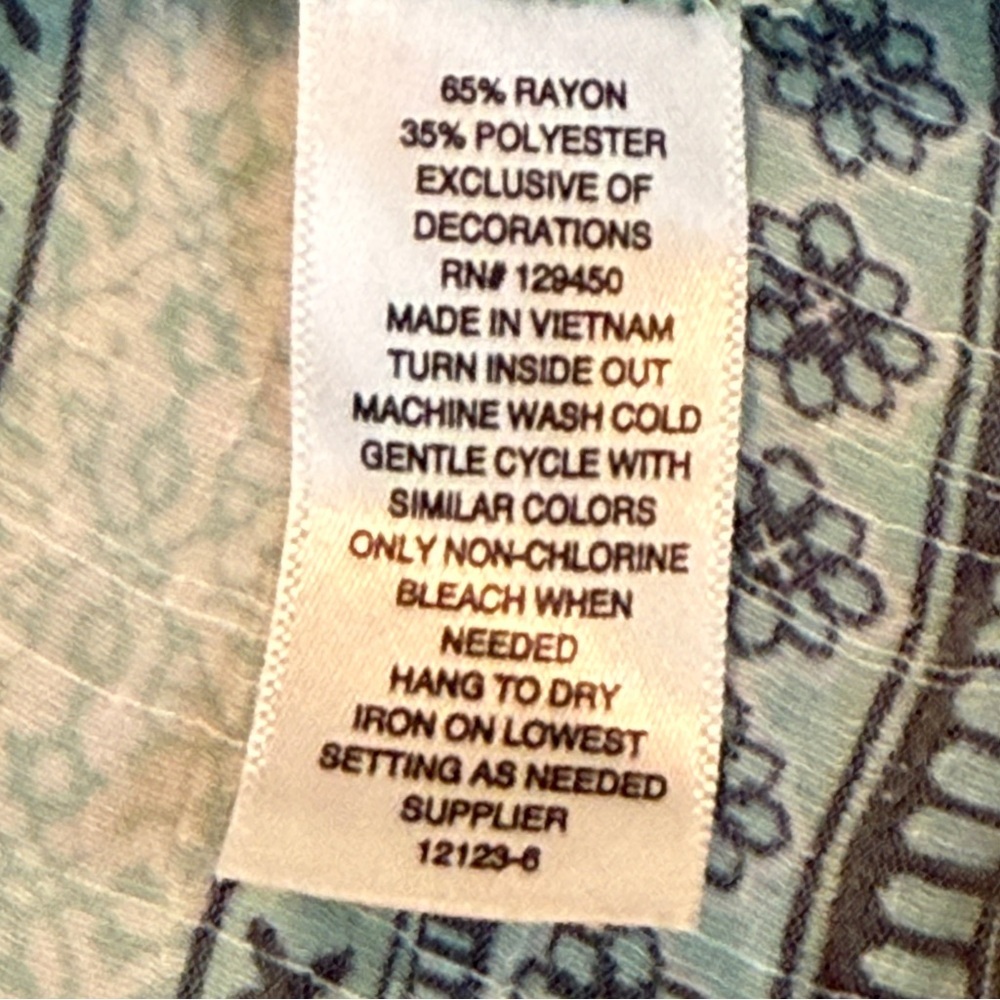 65% RAYON
35% POLYESTER
EXCLUSIVE OF
DECORATIONS
RN# 129450
MADE IN VIETNAM
TURN INSIDE OUT
MACHINE WASH COLD
GENTLE CYCLE WITH
SIMILAR COLORS
ONLY NON-CHLORINE
BLEACH WHEN
NEEDED
HANG TO DRY
IRON ON LOWEST
SETTING AS NEEDED
SUPPLIER
12123-6